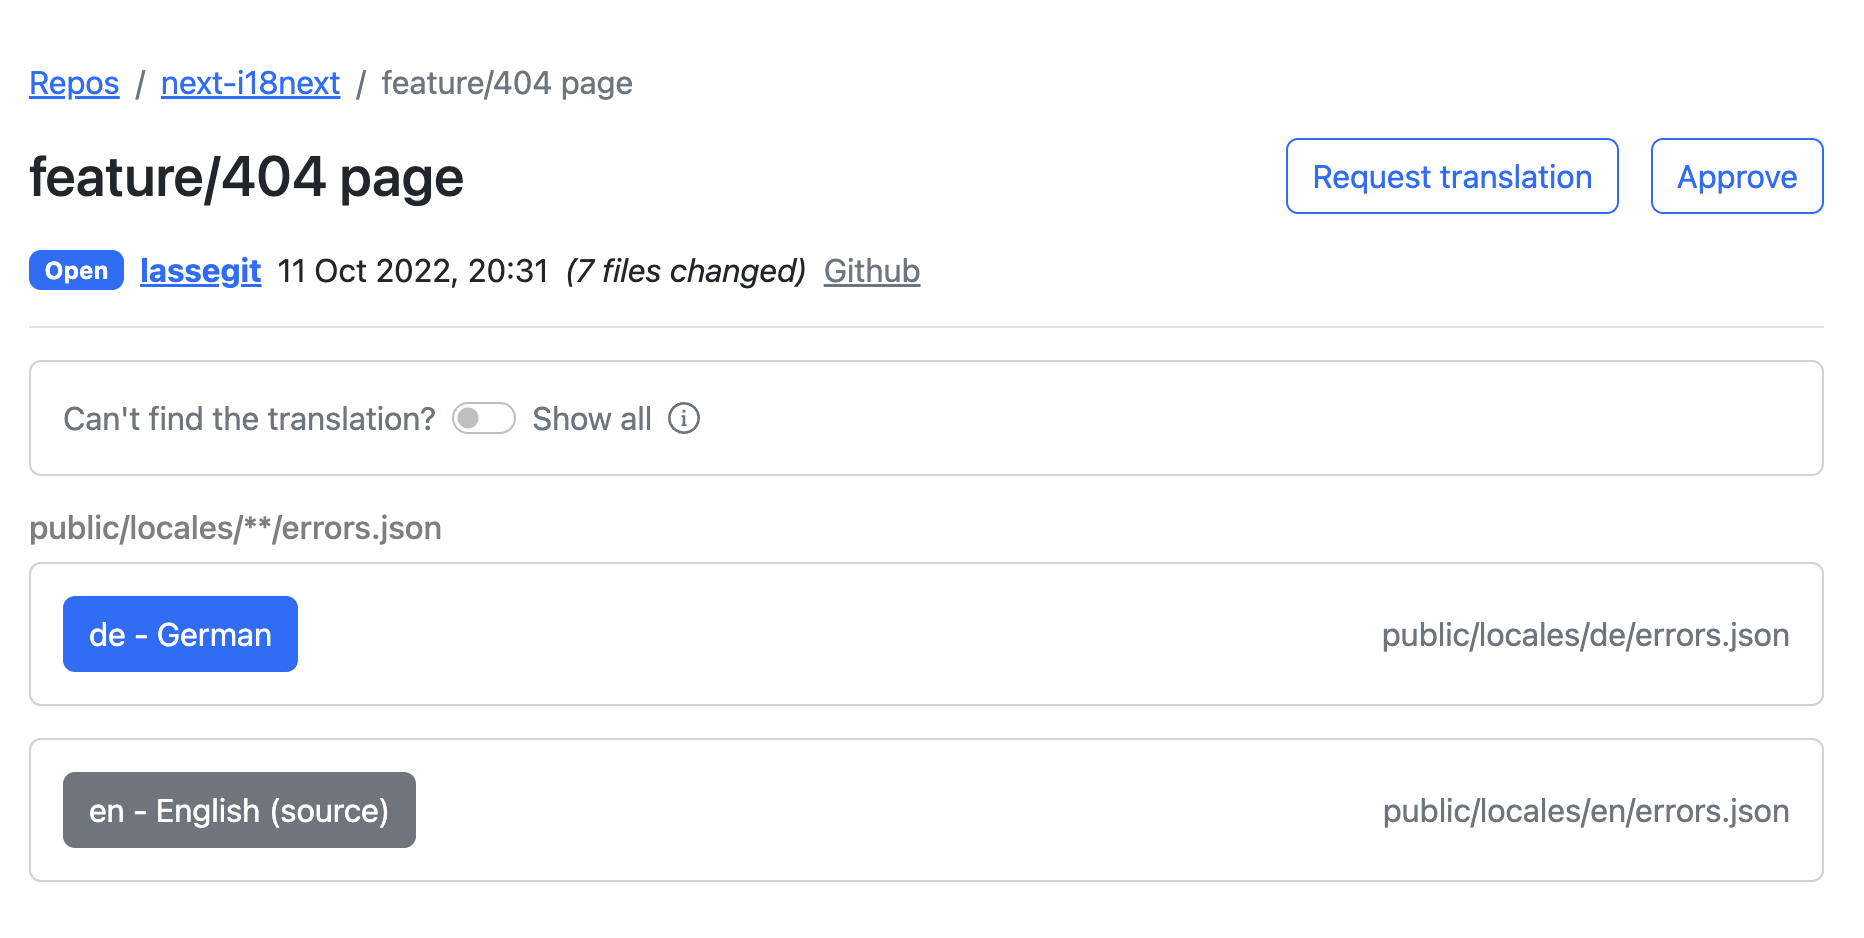 Repos / next-i18next / feature/404 page
feature/404 page
Request translation
Approve
Open lassegit 11 Oct 2022, 20:31 (7 files changed) Github
Can't find the translation? Show all
public/locales/**/errors.json
de - German
public/locales/de/errors.json
en - English (source)
public/locales/en/errors.json